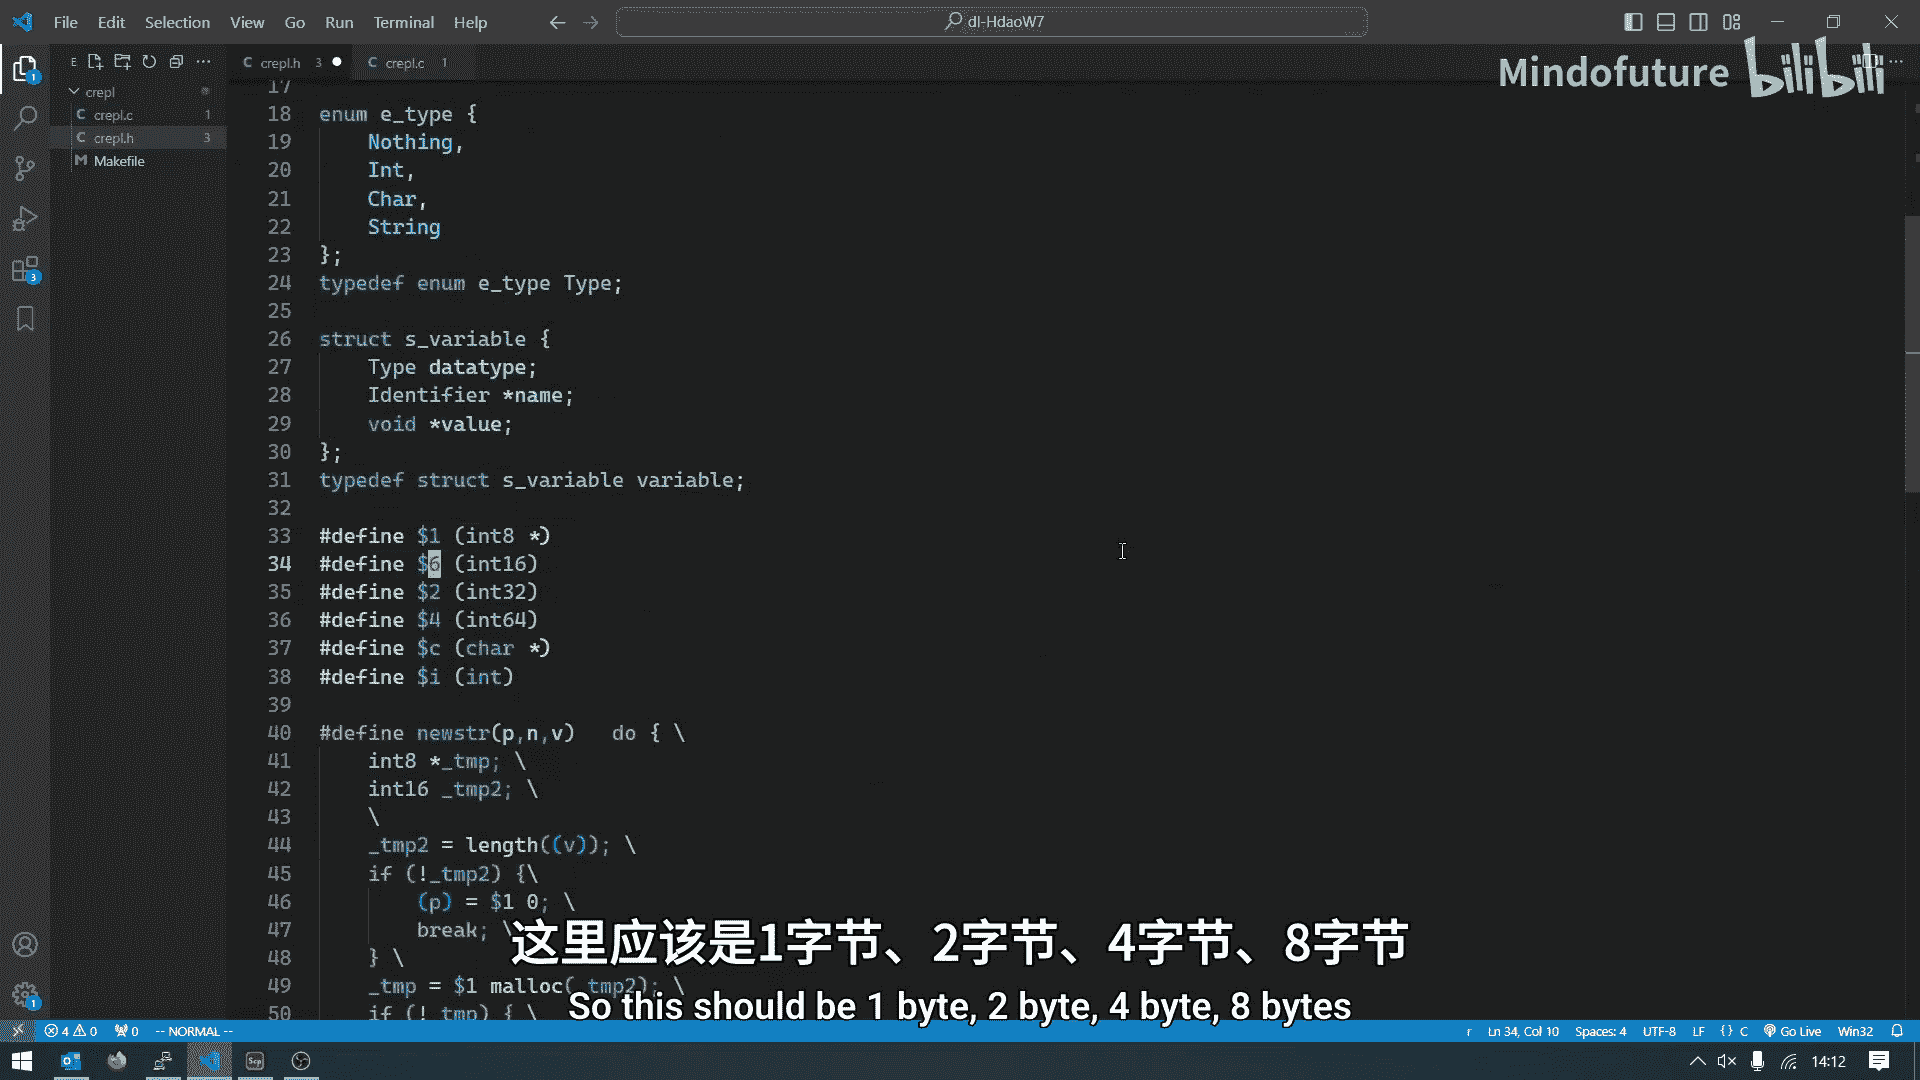 File Edit Selection View Go Run Terminal Help
dl-HdaoW7
E
crepl.h 3
crepl.c 1
Mindofuture bilibili
crepl
crepl.c 1
crepl.h 3
Makefile
17
18 enum e_type {
19 Nothing,
20 Int,
21 Char,
22 String
23 };
24 typedef enum e_type Type;
25
26 struct s_variable {
27 Type datatype;
28 Identifier *name;
29 void *value;
30 };
31 typedef struct s_variable variable;
32
33 #define $1 (int8 *)
34 #define $6 (int16)
35 #define $2 (int32)
36 #define $4 (int64)
37 #define $c (char *)
38 #define $i (int)
39
40 #define newstr(p,n,v) do { \
41 int8 *_tmp; \
42 int16 _tmp2; \
43 \
44 _tmp2 = length((v)); \
45 if (!_tmp2) {\
46 (p) = $1 0; \
47 break; \
48 } \
49 _tmp = $1 malloc(_tmp2); \
50 if (!_tmp) { \
这里应该是1字节、2字节、4字节、8字节
So this should be 1 byte, 2 byte, 4 byte, 8 bytes
4 0 0 -- NORMAL -- r Ln 34, Col 10 Spaces: 4 UTF-8 LF {} C Go Live Win32
14:12